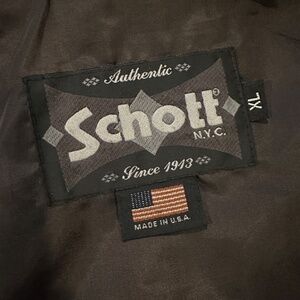 Authentic
Schott®
N.Y.C.
XL
Since 1913
MADE IN U.S.A.